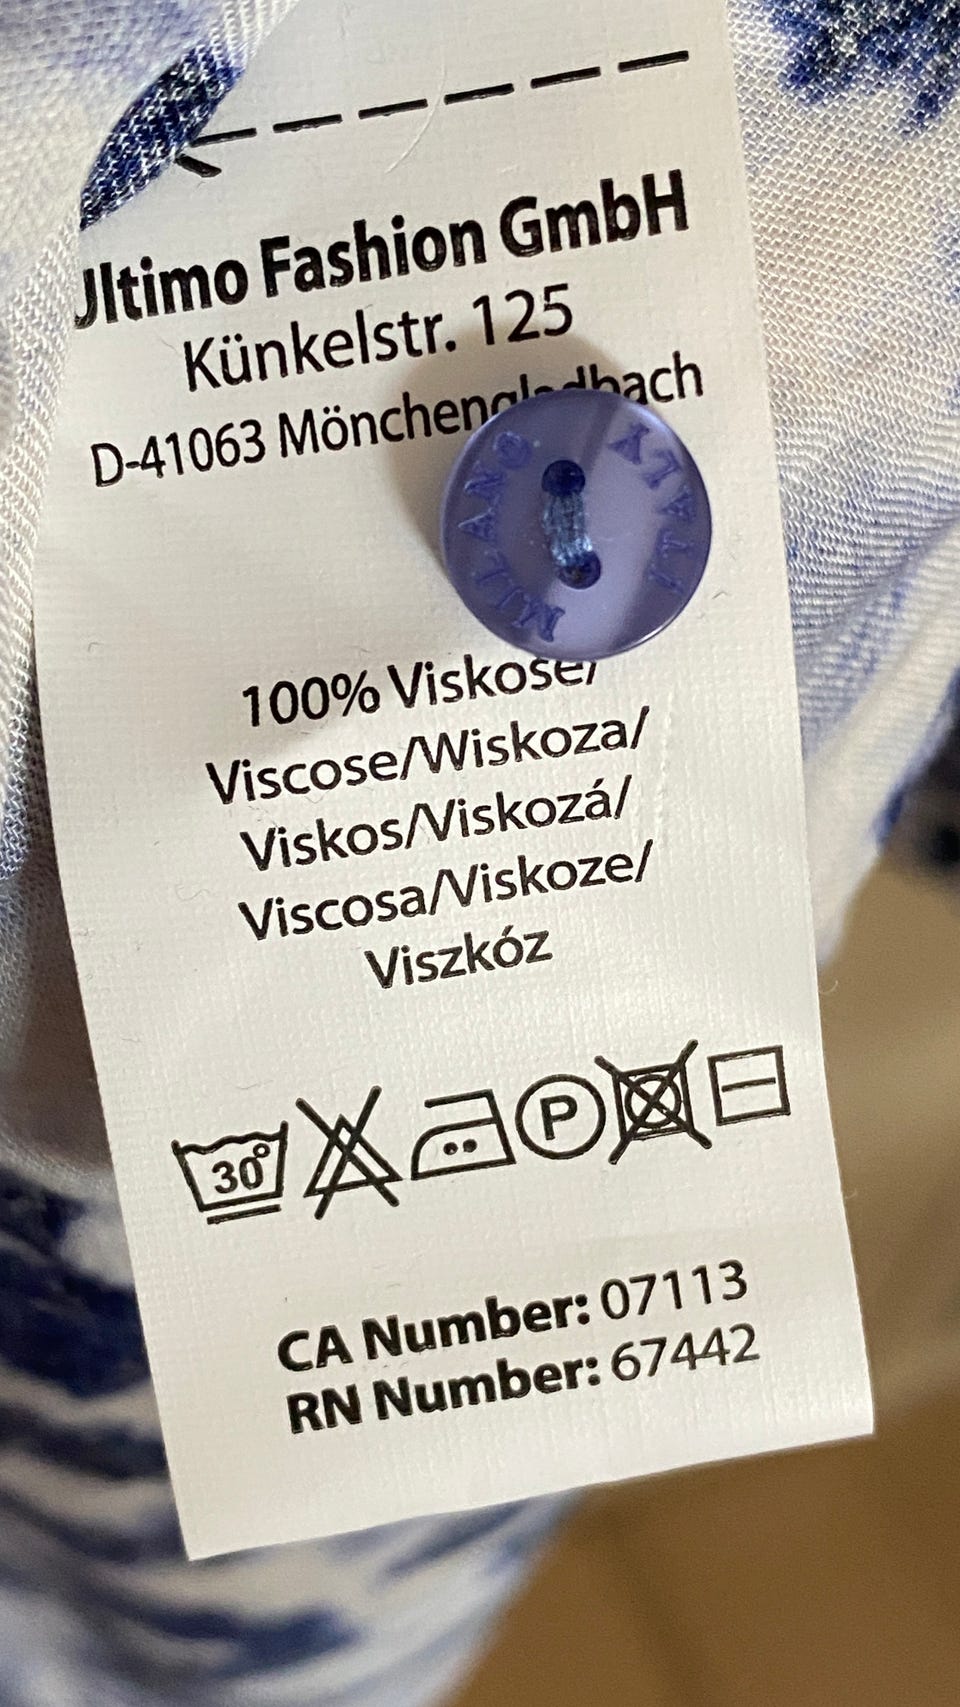 Ultimo Fashion GmbH
Künkelstr. 125
D-41063 Mönchengladbach
MILANO ITALY
100% Viskose/
Viscose/Wiskoza/
Viskos/Viskozá/
Viscosa/Viskoze/
Viszkóz
30°
P
CA Number: 07113
RN Number: 67442